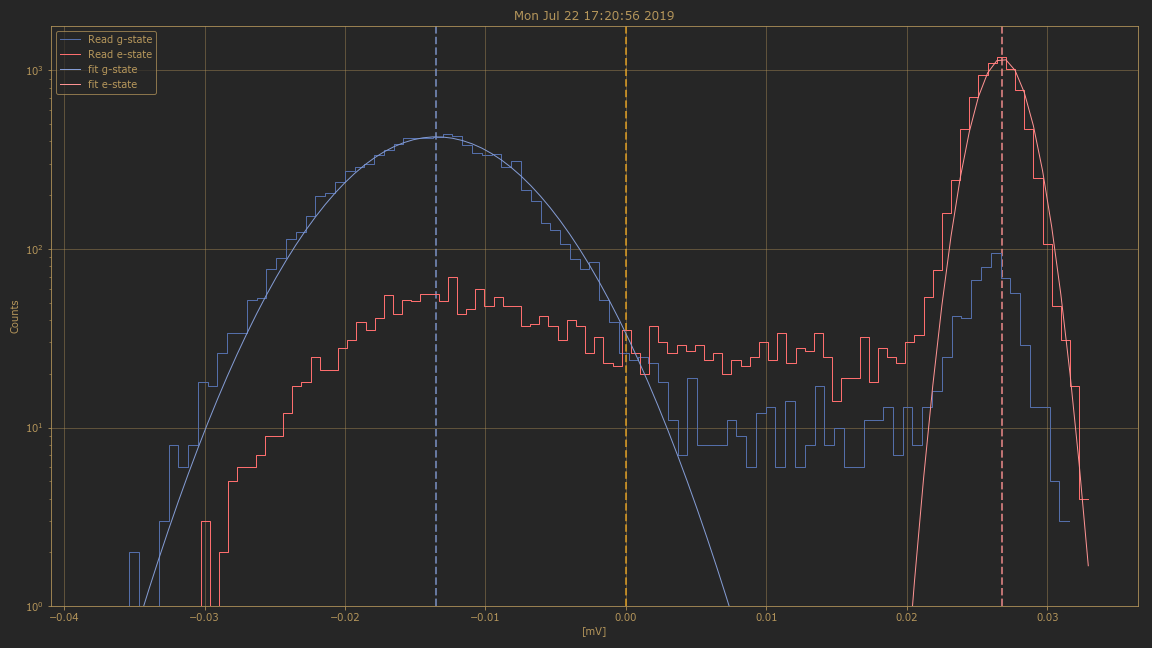 Mon Jul 22 17:20:56 2019
Read g-state
Read e-state
fit g-state
fit e-state
Counts
10³
10²
10¹
10⁰
−0.04 −0.03 −0.02 −0.01 0.00 0.01 0.02 0.03
[mV]